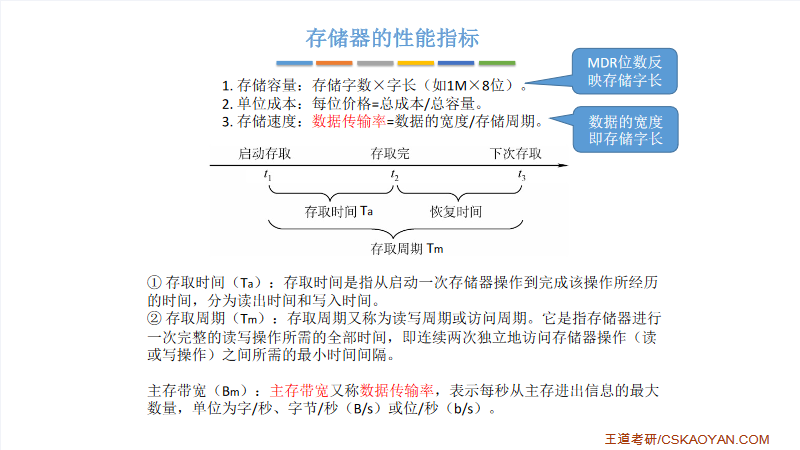 存储器的性能指标
1. 存储容量：存储字数×字长（如1M×8位）。
MDR位数反
映存储字长
2. 单位成本：每位价格=总成本/总容量。
3. 存储速度：数据传输率=数据的宽度/存储周期。
数据的宽度
即存储字长
启动存取 存取完 下次存取
t1 t2 t3
存取时间 Ta 恢复时间
存取周期 Tm
① 存取时间（Ta）：存取时间是指从启动一次存储器操作到完成该操作所经历
的时间，分为读出时间和写入时间。
② 存取周期（Tm）：存取周期又称为读写周期或访问周期。它是指存储器进行
一次完整的读写操作所需的全部时间，即连续两次独立地访问存储器操作（读
或写操作）之间所需的最小时间间隔。
主存带宽（Bm）：主存带宽又称数据传输率，表示每秒从主存进出信息的最大
数量，单位为字/秒、字节/秒（B/s）或位/秒（b/s）。
王道考研/CSKAOYAN.COM